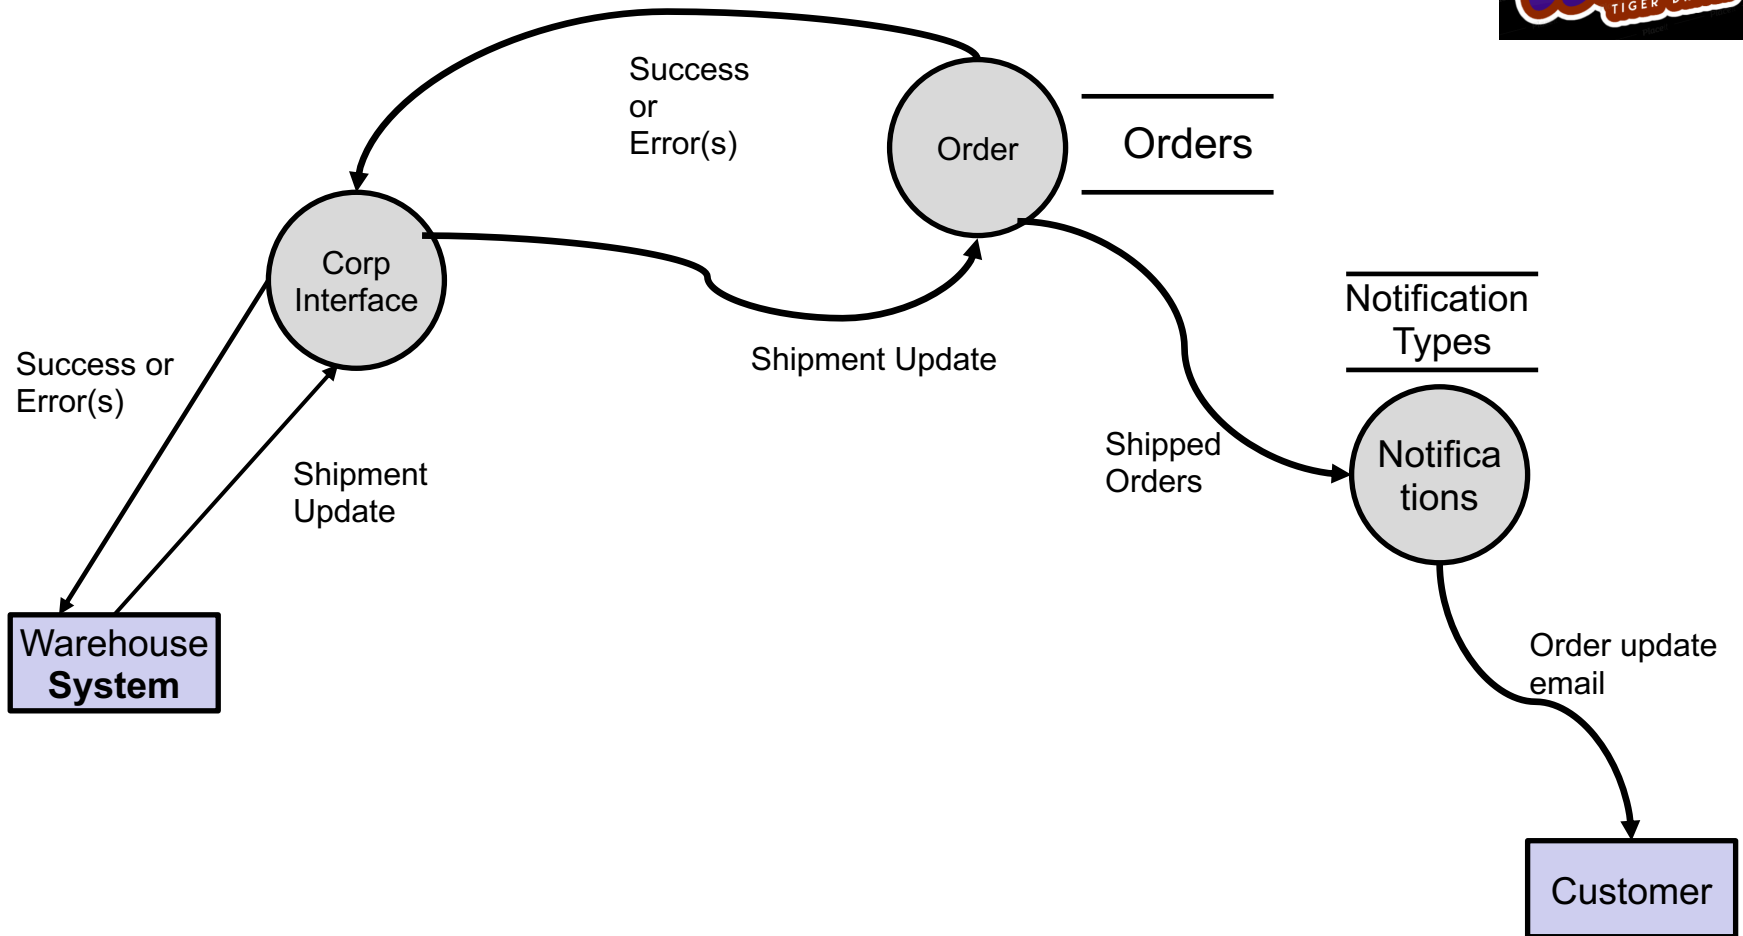 TIGER
Success
or
Error(s)
Order
Orders
Corp
Interface
Notification
Types
Success or
Error(s)
Shipment Update
Shipped
Orders
Notifica
tions
Shipment
Update
Warehouse
System
Order update
email
Customer